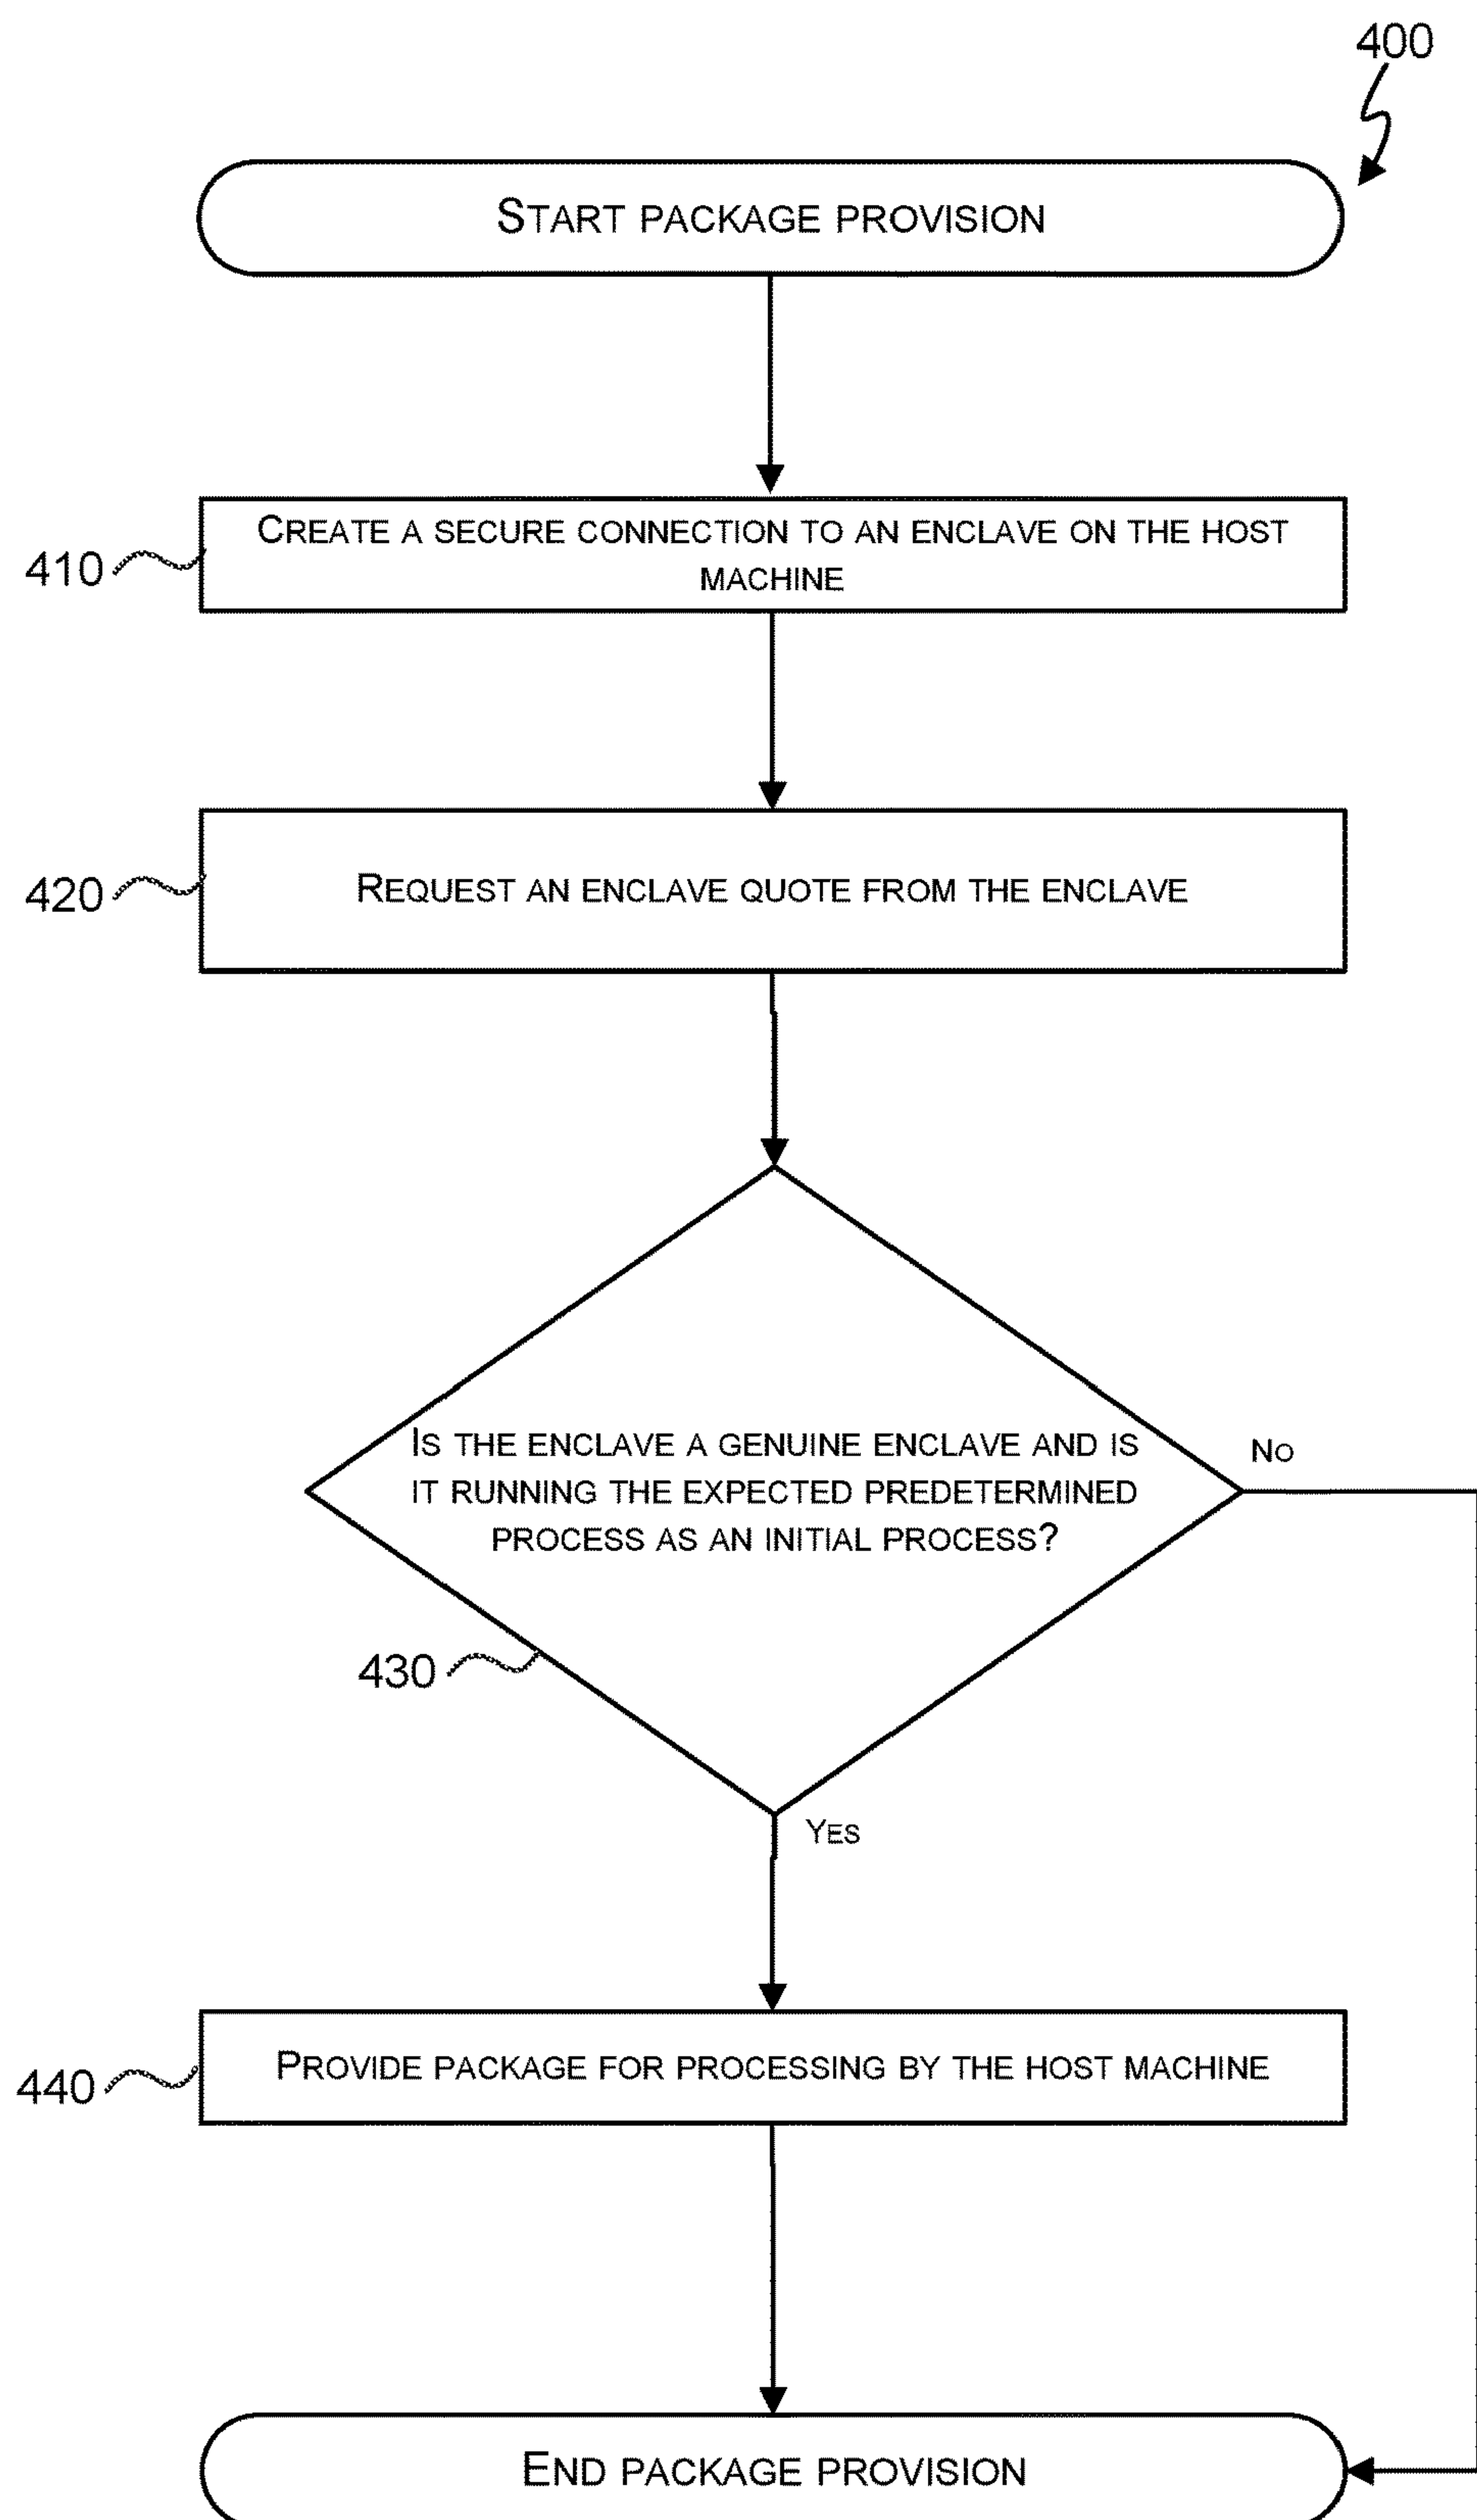 400
START PACKAGE PROVISION
CREATE A SECURE CONNECTION TO AN ENCLAVE ON THE HOST
MACHINE
410
REQUEST AN ENCLAVE QUOTE FROM THE ENCLAVE
420
IS THE ENCLAVE A GENUINE ENCLAVE AND IS
IT RUNNING THE EXPECTED PREDETERMINED
PROCESS AS AN INITIAL PROCESS?
NO
430
YES
PROVIDE PACKAGE FOR PROCESSING BY THE HOST MACHINE
440
END PACKAGE PROVISION